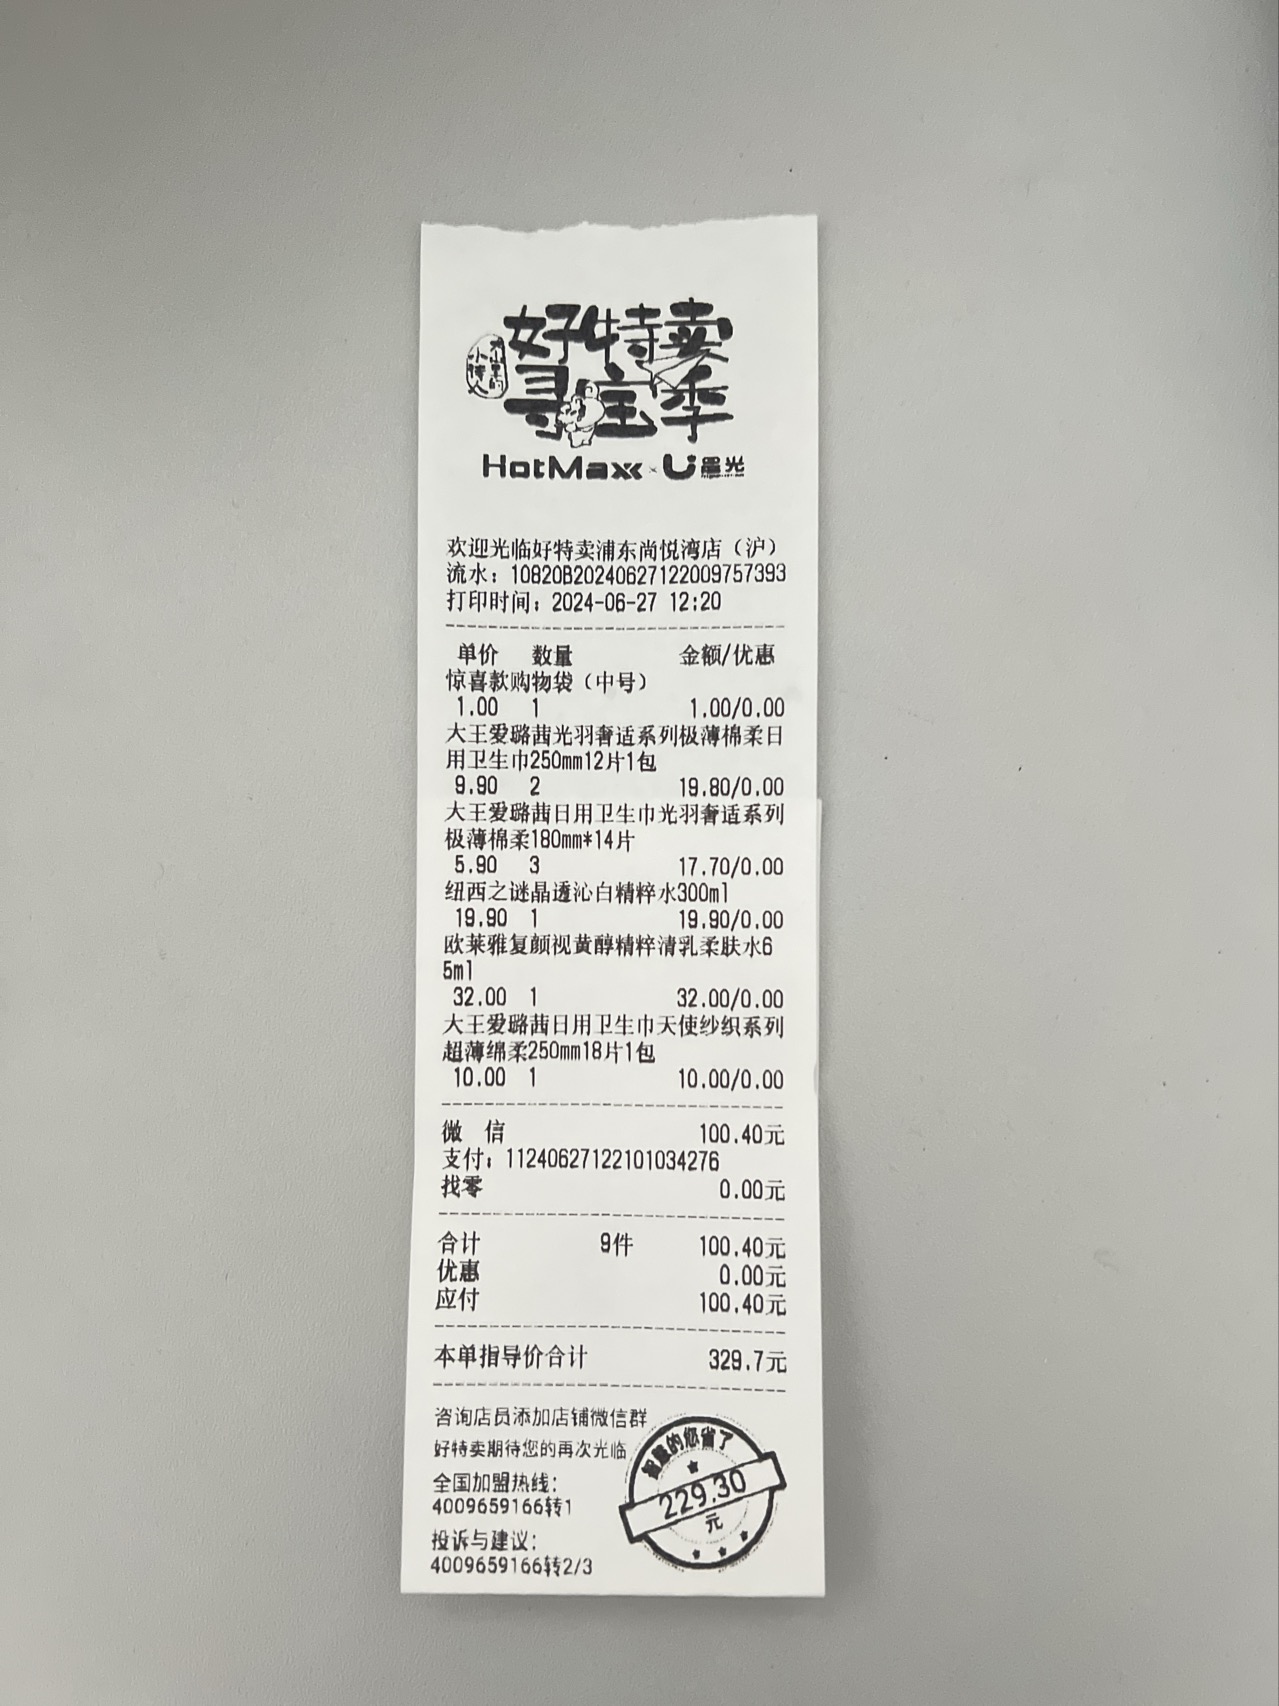 好特卖
寻宝季
HotMaxx × 晨光
欢迎光临好特卖浦东尚悦湾店（沪）
流水：10820B20240627122009757393
打印时间：2024-06-27 12:20
单价 数量 金额/优惠
惊喜款购物袋（中号）
1.00 1 1.00/0.00
大王爱璐茜光羽奢适系列极薄棉柔日
用卫生巾250mm12片1包
9.90 2 19.80/0.00
大王爱璐茜日用卫生巾光羽奢适系列
极薄棉柔180mm*14片
5.90 3 17.70/0.00
纽西之谜晶透沁白精粹水300ml
19.90 1 19.90/0.00
欧莱雅复颜视黄醇精粹清乳柔肤水6
5ml
32.00 1 32.00/0.00
大王爱璐茜日用卫生巾天使纱织系列
超薄绵柔250mm18片1包
10.00 1 10.00/0.00
微 信 100.40元
支付：11240627122101034276
找零 0.00元
合计 9件 100.40元
优惠 0.00元
应付 100.40元
本单指导价合计 329.7元
咨询店员添加店铺微信群
好特卖期待您的再次光临
全国加盟热线：
4009659166转1
投诉与建议：
4009659166转2/3
智慧的您省了
229.30
元